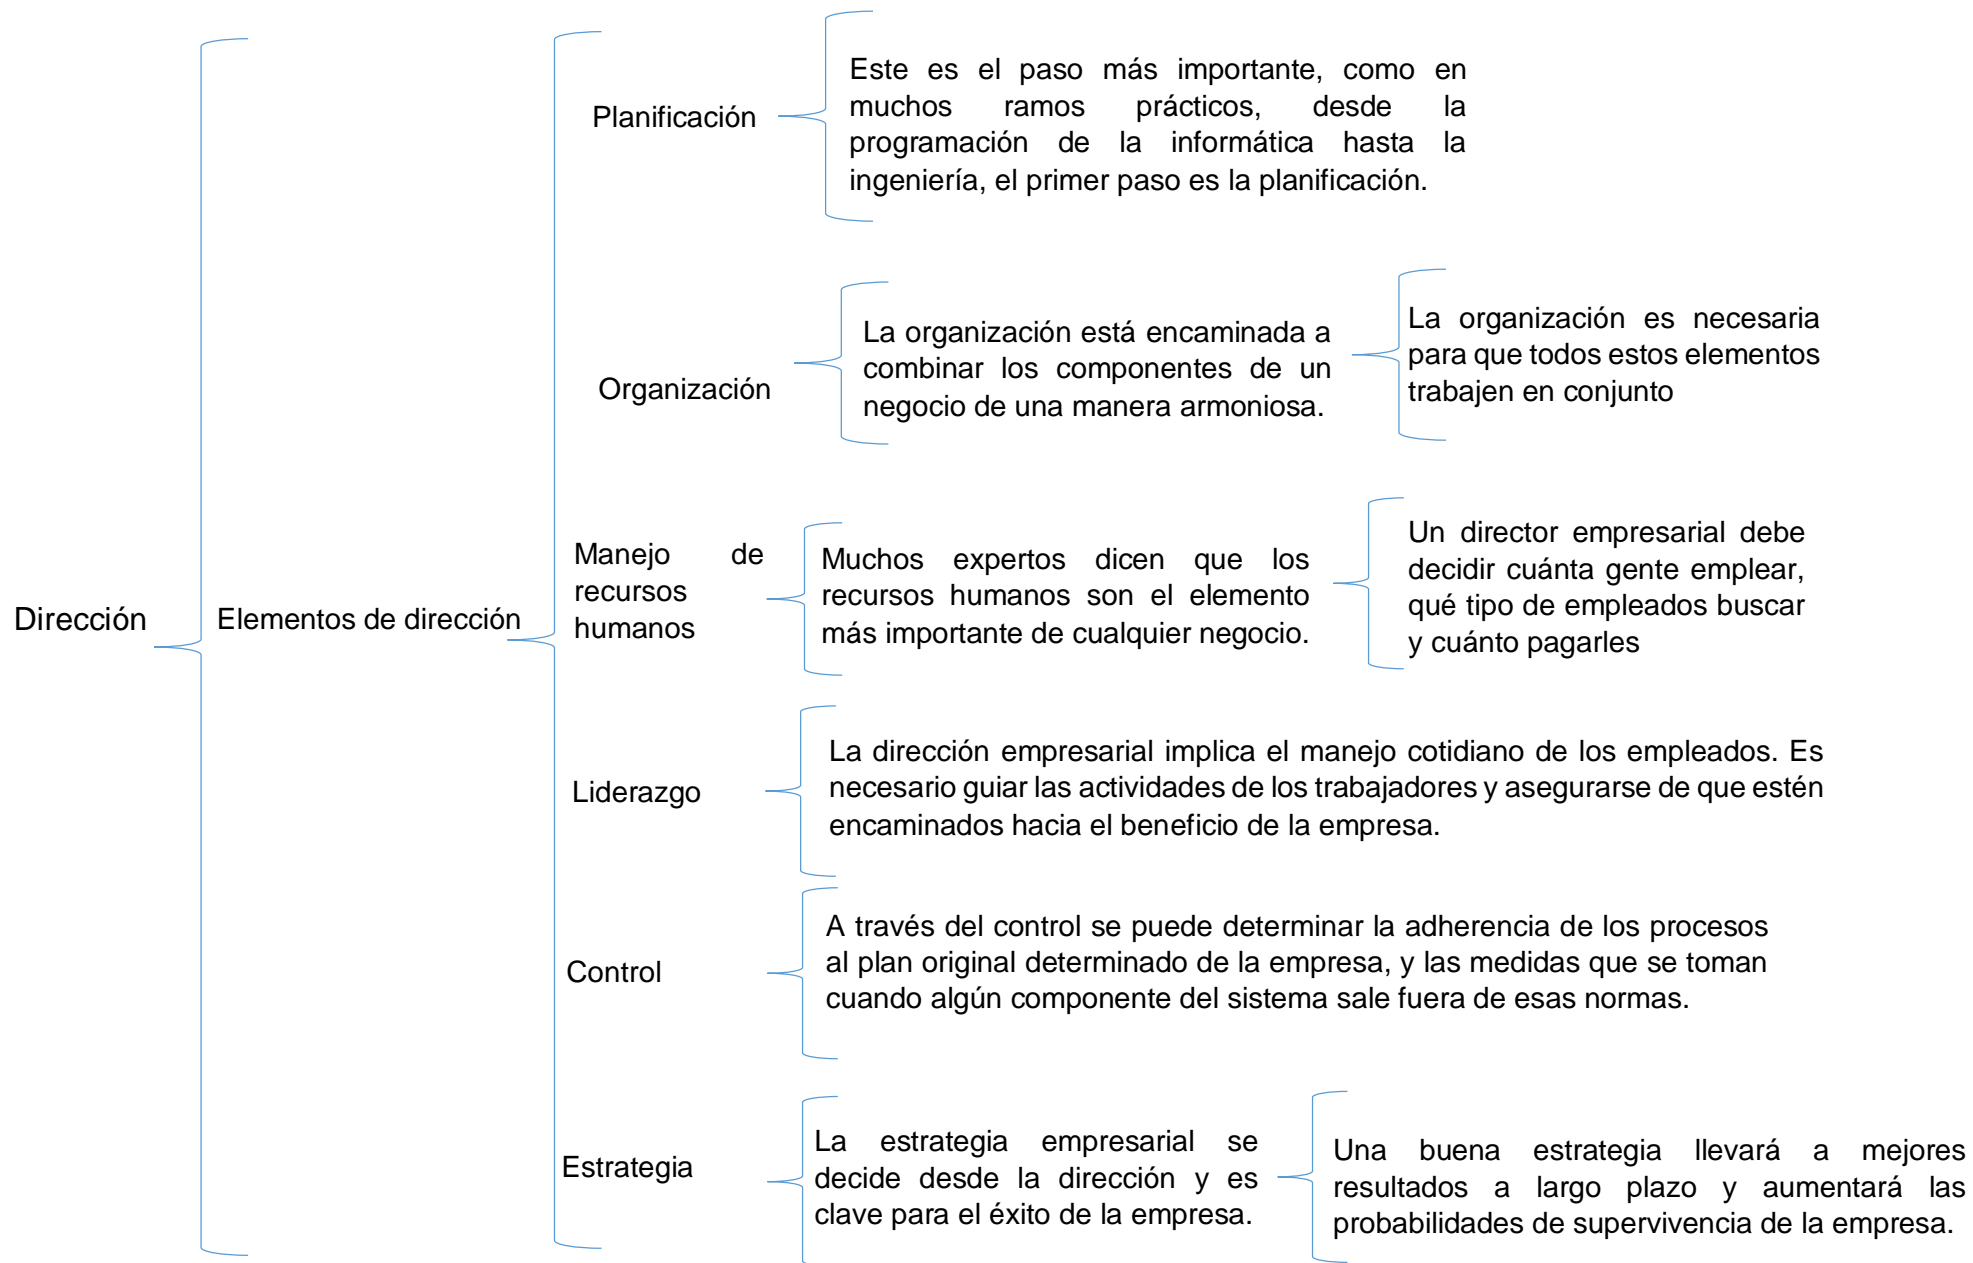 Dirección
Elementos de dirección
Planificación
Este es el paso más importante, como en
muchos ramos prácticos, desde la
programación de la informática hasta la
ingeniería, el primer paso es la planificación.
Organización
La organización está encaminada a
combinar los componentes de un
negocio de una manera armoniosa.
La organización es necesaria
para que todos estos elementos
trabajen en conjunto
Manejo de
recursos
humanos
Muchos expertos dicen que los
recursos humanos son el elemento
más importante de cualquier negocio.
Un director empresarial debe
decidir cuánta gente emplear,
qué tipo de empleados buscar
y cuánto pagarles
Liderazgo
La dirección empresarial implica el manejo cotidiano de los empleados. Es
necesario guiar las actividades de los trabajadores y asegurarse de que estén
encaminados hacia el beneficio de la empresa.
Control
A través del control se puede determinar la adherencia de los procesos
al plan original determinado de la empresa, y las medidas que se toman
cuando algún componente del sistema sale fuera de esas normas.
Estrategia
La estrategia empresarial se
decide desde la dirección y es
clave para el éxito de la empresa.
Una buena estrategia llevará a mejores
resultados a largo plazo y aumentará las
probabilidades de supervivencia de la empresa.